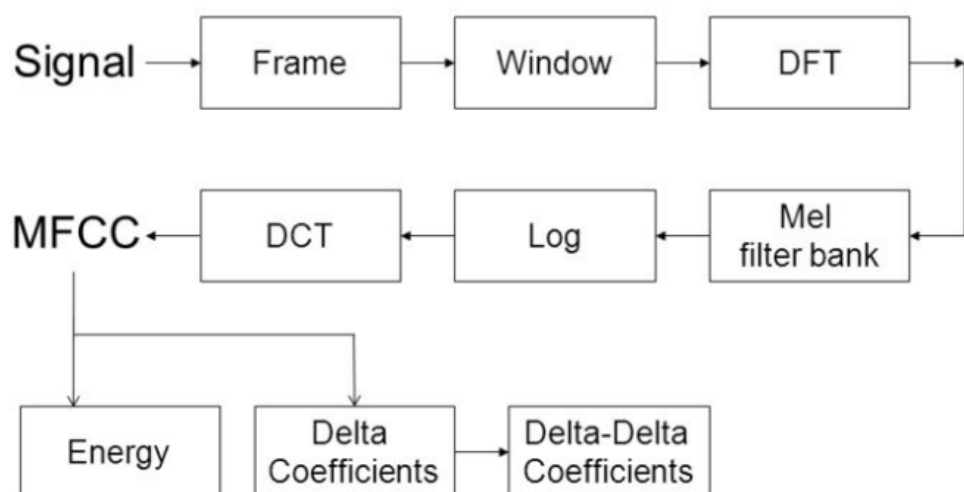 Signal
Frame
Window
DFT
MFCC
DCT
Log
Mel
filter bank
Energy
Delta
Coefficients
Delta-Delta
Coefficients